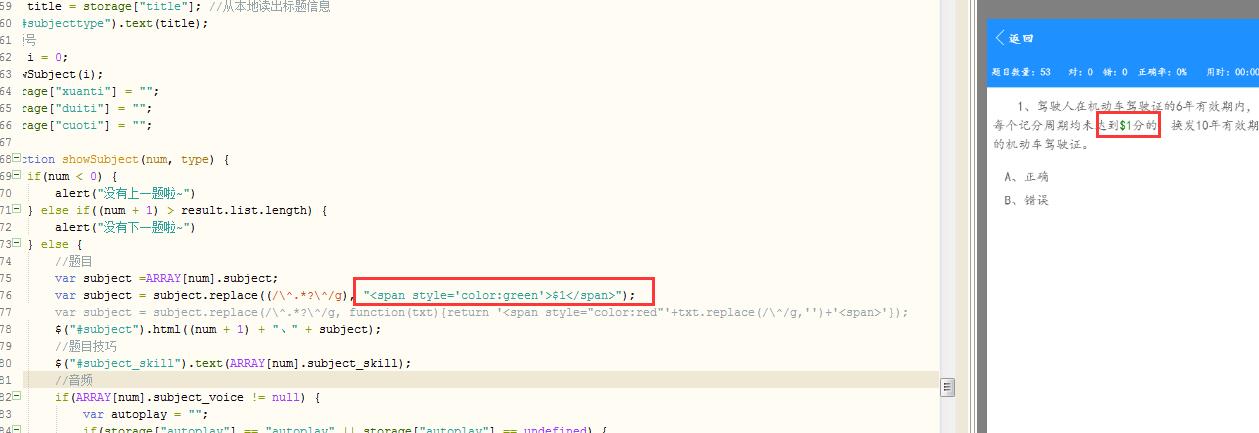 59 title = storage["title"]; //从本地读出标题信息
60 #subjecttype").text(title);
61 号
62 i = 0;
63 wSubject(i);
64 rage["xuanti"] = "";
65 rage["duiti"] = "";
66 rage["cuoti"] = "";
67
68 ction showSubject(num, type) {
69 if(num < 0) {
70 alert("没有上一题啦~")
71 } else if((num + 1) > result.list.length) {
72 alert("没有下一题啦~")
73 } else {
74 //题目
75 var subject =ARRAY[num].subject;
76 var subject = subject.replace((/\^.*?\^/g), "<span style='color:green'>$1</span>");
77 var subject = subject.replace(/\^.*?\^/g, function(txt){return '<span style="color:red"'+txt.replace(/\^/g,'')+'<span>'});
78 $("#subject").html((num + 1) + "、" + subject);
79 //题目技巧
80 $("#subject_skill").text(ARRAY[num].subject_skill);
81 //音频
82 if(ARRAY[num].subject_voice != null) {
83 var autoplay = "";
84 if(storage["autoplay"] == "autoplay" || storage["autoplay"] == undefined) {
返回
题目数量：53 对：0 错：0 正确率：0% 用时：00:00
1、驾驶人在机动车驾驶证的6年有效期内，
每个记分周期均未达到$1分的 换发10年有效期
的机动车驾驶证。
A、正确
B、错误